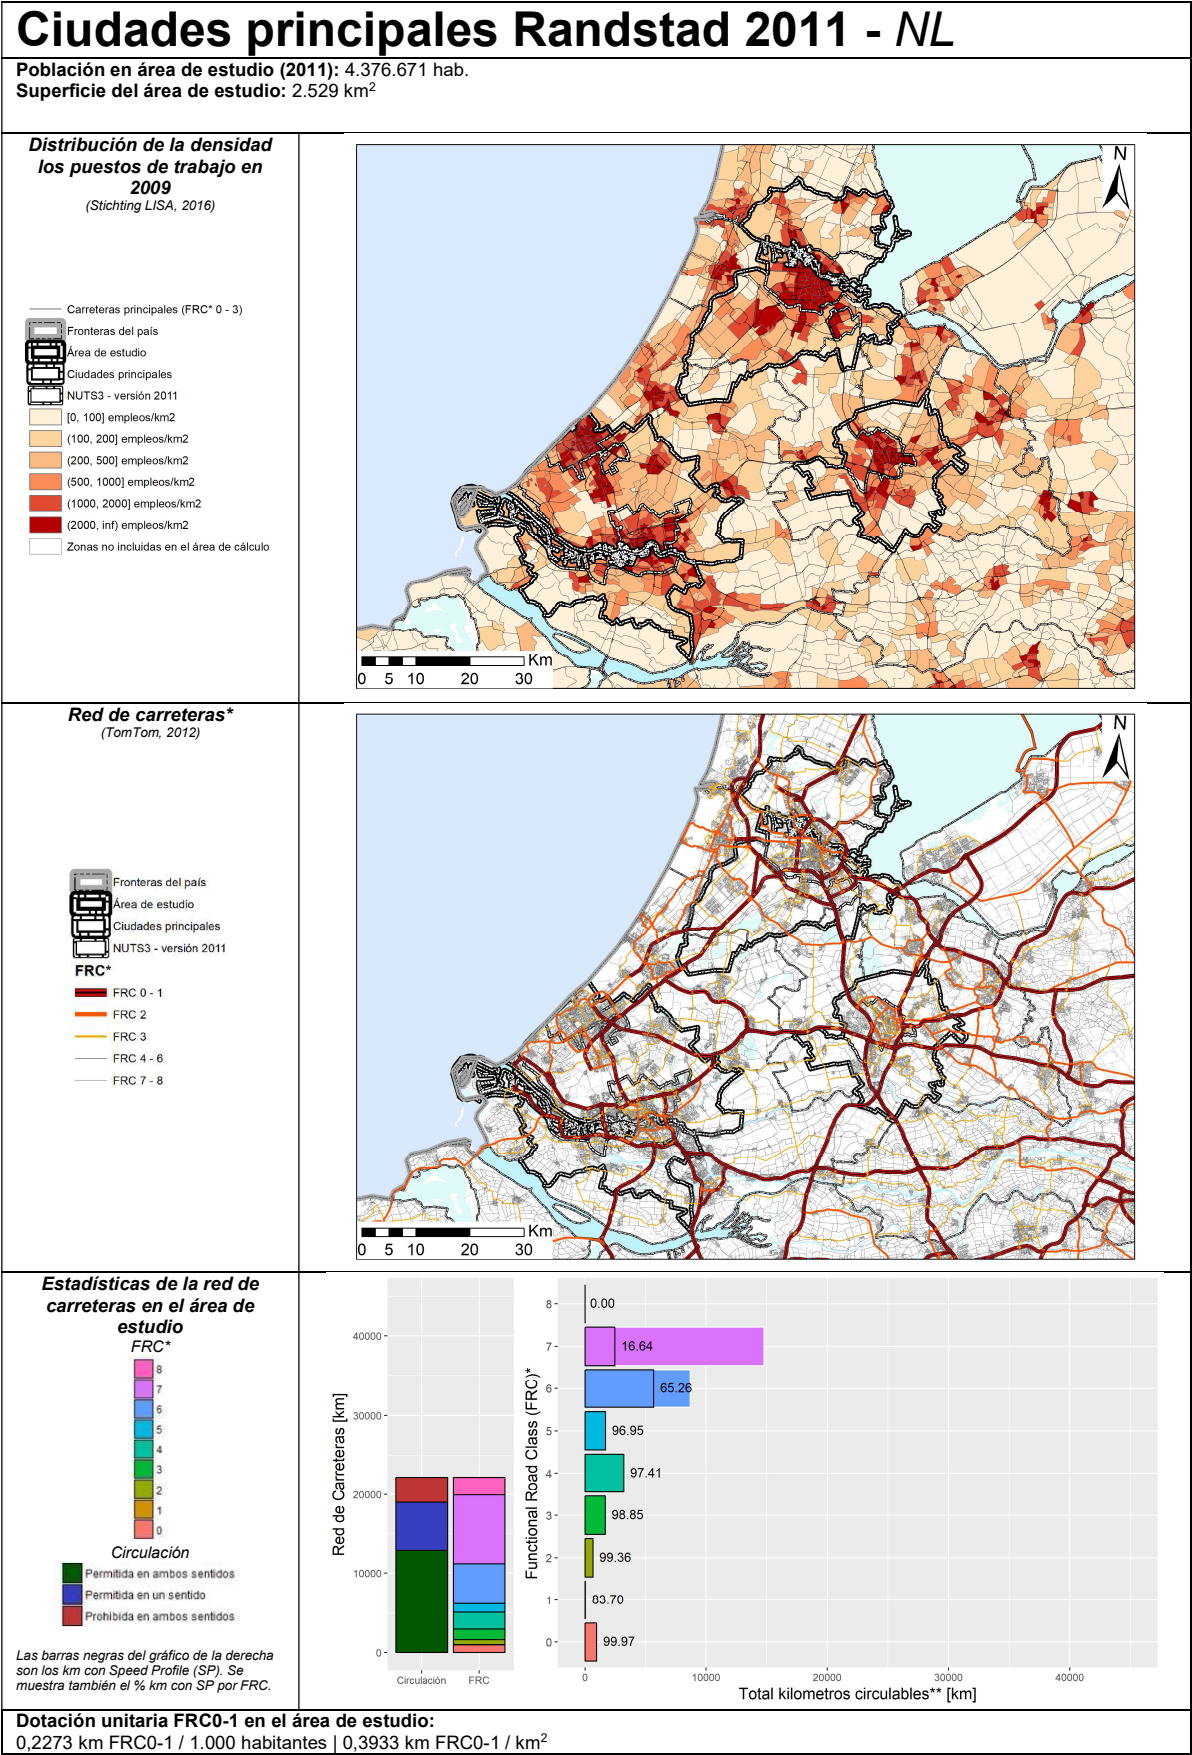 Ciudades principales Randstad 2011 - NL
Población en área de estudio (2011): 4.376.671 hab.
Superficie del área de estudio: 2.529 km2
Distribución de la densidad
los puestos de trabajo en
2009
(Stichting LISA, 2016)
Carreteras principales (FRC* 0 - 3)
Fronteras del país
Área de estudio
Ciudades principales
NUTS3 - versión 2011
[0, 100] empleos/km2
(100, 200] empleos/km2
(200, 500] empleos/km2
(500, 1000] empleos/km2
(1000, 2000] empleos/km2
(2000, inf) empleos/km2
Zonas no incluidas en el área de cálculo
N
Km
0 5 10 20 30
Red de carreteras*
(TomTom, 2012)
Fronteras del país
Área de estudio
Ciudades principales
NUTS3 - versión 2011
FRC*
FRC 0 - 1
FRC 2
FRC 3
FRC 4 - 6
FRC 7 - 8
N
Km
0 5 10 20 30
Estadísticas de la red de
carreteras en el área de
estudio
FRC*
8
7
6
5
4
3
2
1
0
Circulación
Permitida en ambos sentidos
Permitida en un sentido
Prohibida en ambos sentidos
Las barras negras del gráfico de la derecha
son los km con Speed Profile (SP). Se
muestra también el % km con SP por FRC.
Red de Carreteras [km]
40000
30000
20000
10000
0
Circulación FRC
Functional Road Class (FRC)*
8 0.00
7 16.64
6 65.26
5 96.95
4 97.41
3 98.85
2 99.36
1 83.70
0 99.97
0 10000 20000 30000 40000
Total kilometros circulables** [km]
Dotación unitaria FRC0-1 en el área de estudio:
0,2273 km FRC0-1 / 1.000 habitantes | 0,3933 km FRC0-1 / km2